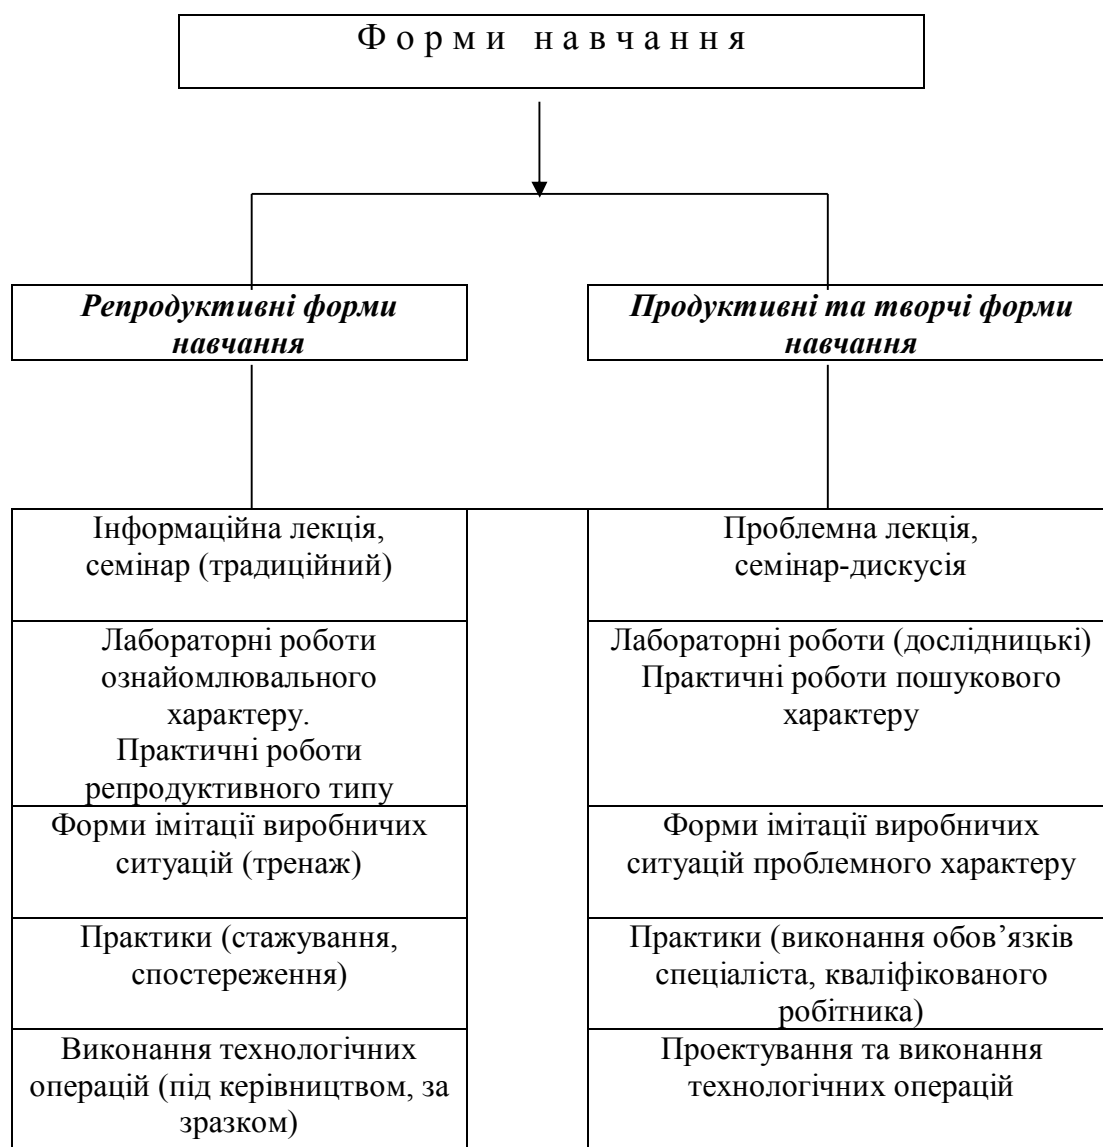 Форми навчання
Репродуктивні форми
навчання
Продуктивні та творчі форми
навчання
Інформаційна лекція,
семінар (традиційний)
Проблемна лекція,
семінар-дискусія
Лабораторні роботи
ознайомлювального
характеру.
Практичні роботи
репродуктивного типу
Лабораторні роботи (дослідницькі)
Практичні роботи пошукового
характеру
Форми імітації виробничих
ситуацій (тренаж)
Форми імітації виробничих
ситуацій проблемного характеру
Практики (стажування,
спостереження)
Практики (виконання обов’язків
спеціаліста, кваліфікованого
робітника)
Виконання технологічних
операцій (під керівництвом, за
зразком)
Проектування та виконання
технологічних операцій